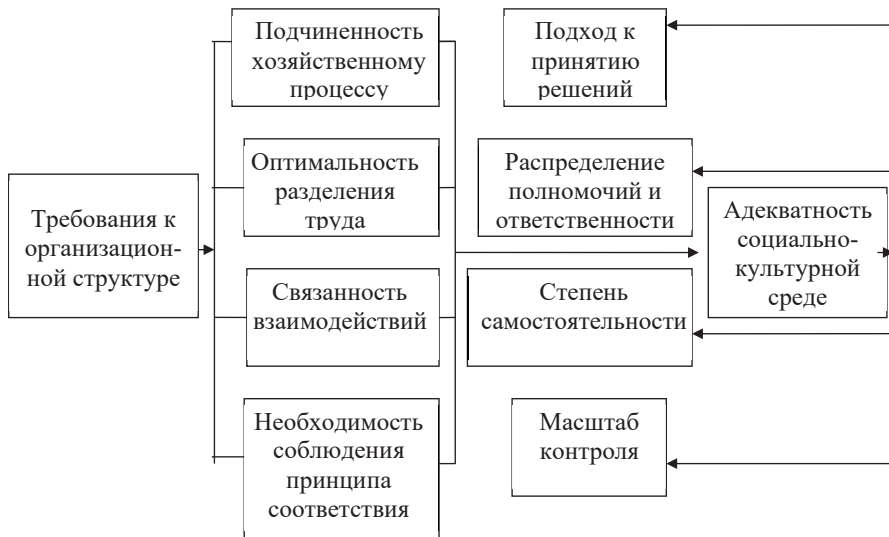 Подчиненность
хозяйственному
процессу
Подход к
принятию
решений
Оптимальность
разделения
труда
Распределение
полномочий и
ответственности
Требования к
организацион-
ной структуре
Адекватность
социально-
культурной
среде
Связанность
взаимодействий
Степень
самостоятельности
Необходимость
соблюдения
принципа
соответствия
Масштаб
контроля